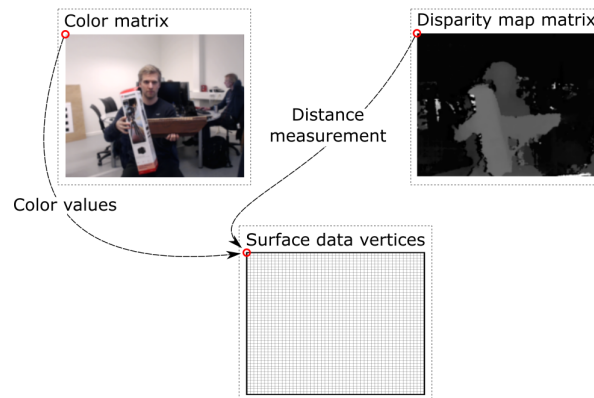 Color matrix
Disparity map matrix
Distance
measurement
Color values
Surface data vertices